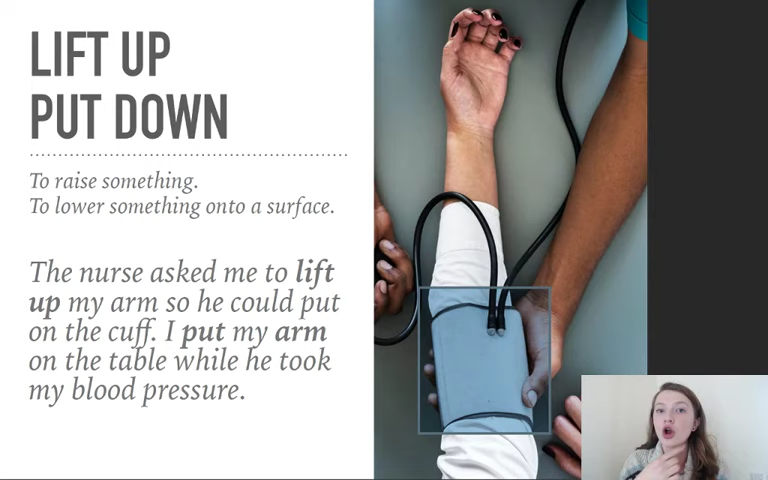 LIFT UP
PUT DOWN
To raise something.
To lower something onto a surface.
The nurse asked me to lift
up my arm so he could put
on the cuff. I put my arm
on the table while he took
my blood pressure.